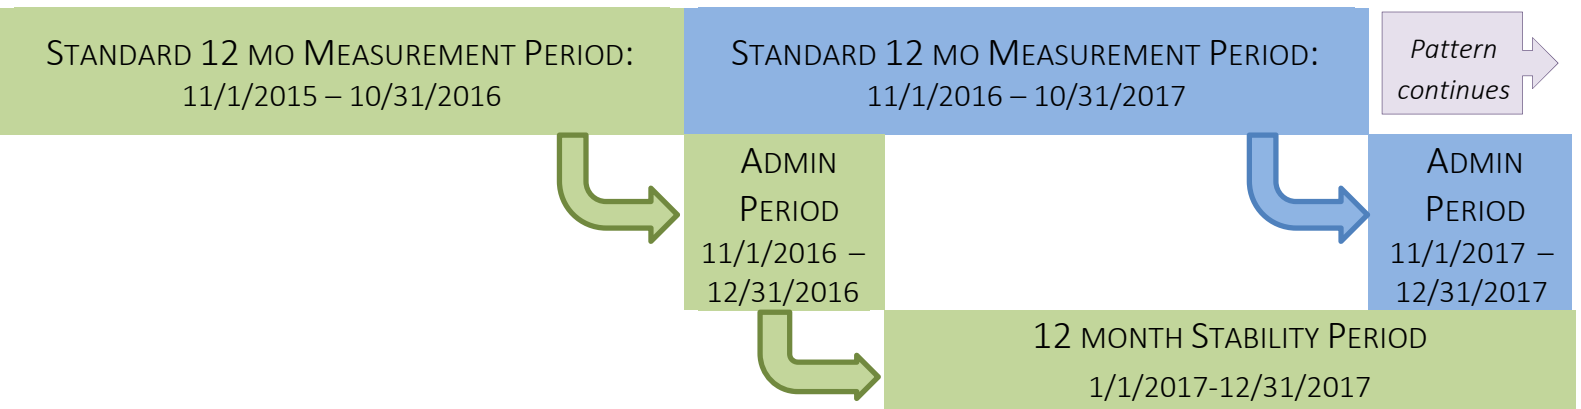 STANDARD 12 MO MEASUREMENT PERIOD:
11/1/2015 – 10/31/2016
STANDARD 12 MO MEASUREMENT PERIOD:
11/1/2016 – 10/31/2017
Pattern
continues
ADMIN
PERIOD
11/1/2016 –
12/31/2016
ADMIN
PERIOD
11/1/2017 –
12/31/2017
12 MONTH STABILITY PERIOD
1/1/2017-12/31/2017